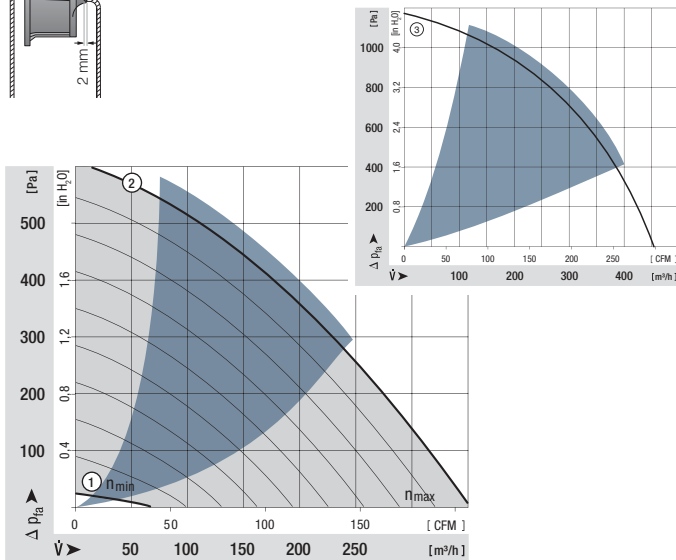 2 mm
[Pa]
[in H2O]
3
1000
4,0
800
3,2
600
2,4
400
1,6
200
0,8
Δ pfa ➤
0 50 100 150 200 250 [ CFM ]
V̇ ➤ 100 200 300 400 [m³/h]
[Pa]
[in H2O]
2
500
400
1,6
300
1,2
200
0,8
100
0,4
1
nmin
nmax
Δ pfa ➤
0 50 100 150 [ CFM ]
V̇ ➤ 50 100 150 200 250 [m³/h]